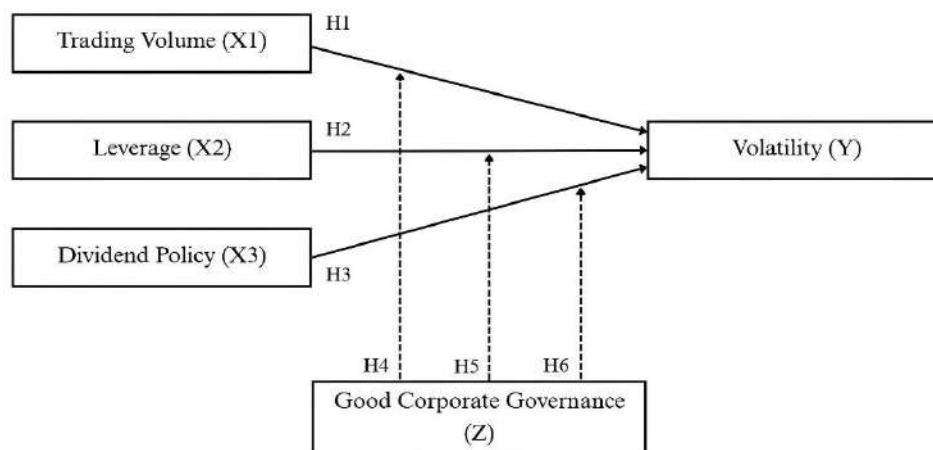 H1
Trading Volume (X1)
H2
Leverage (X2)
Volatility (Y)
Dividend Policy (X3)
H3
H4
H5
H6
Good Corporate Governance
(Z)